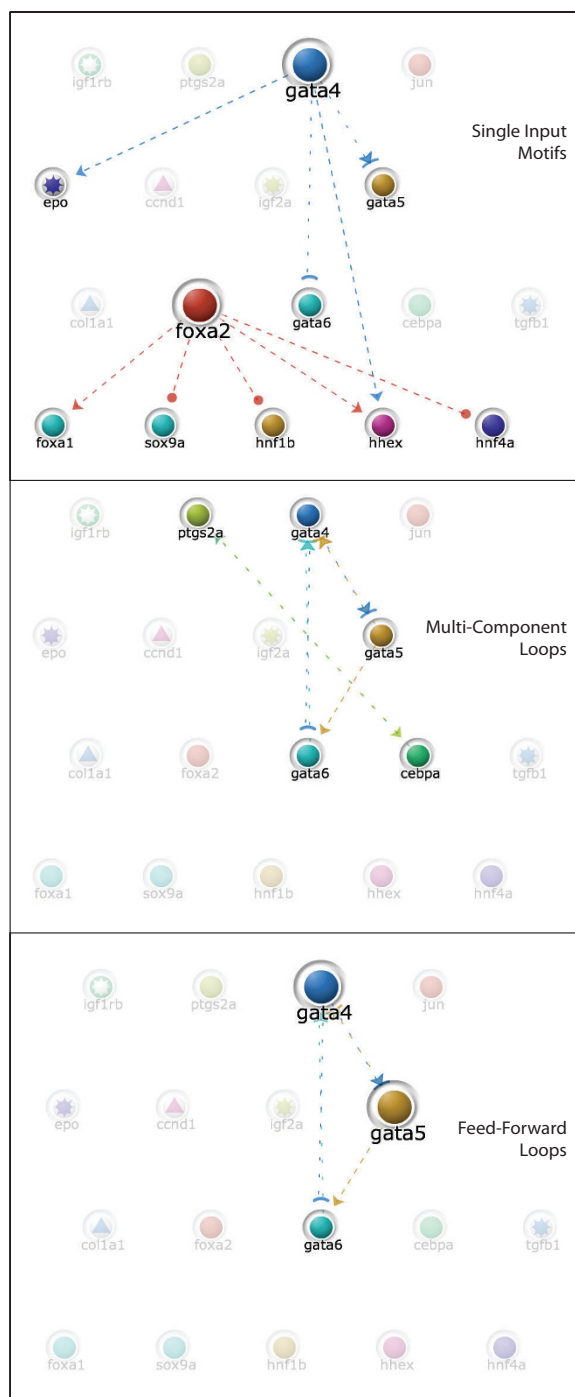 igf1rb ptgs2a gata4 jun
Single Input
Motifs
epo ccnd1 igf2a gata5
col1a1 foxa2 gata6 cebpa tgfb1
foxa1 sox9a hnf1b hhex hnf4a
igf1rb ptgs2a gata4 jun
epo ccnd1 igf2a gata5
Multi-Component
Loops
col1a1 foxa2 gata6 cebpa tgfb1
foxa1 sox9a hnf1b hhex hnf4a
igf1rb ptgs2a gata4 jun
epo ccnd1 igf2a gata5
Feed-Forward
Loops
col1a1 foxa2 gata6 cebpa tgfb1
foxa1 sox9a hnf1b hhex hnf4a